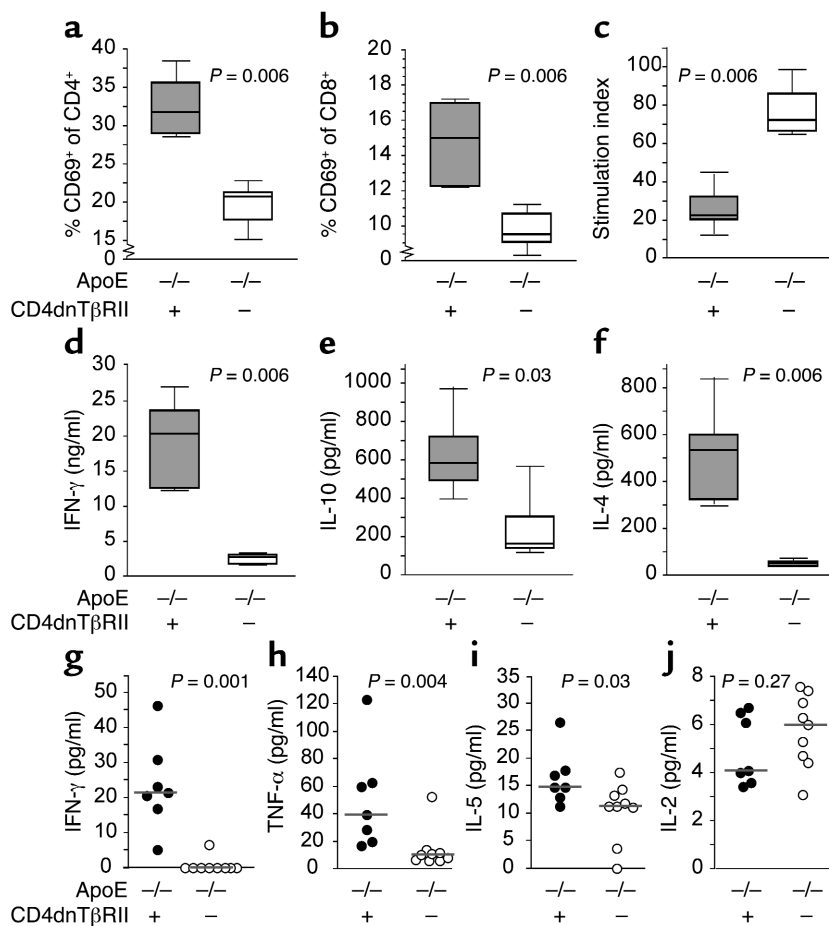 a
b
c
% CD69⁺ of CD4⁺
40
35
30
25
20
15
0
P = 0.006
% CD69⁺ of CD8⁺
20
18
16
14
12
10
0
P = 0.006
Stimulation index
100
80
60
40
20
0
P = 0.006
ApoE −/− −/− −/− −/− −/− −/−
CD4dnTβRII + − + − + −
d
e
f
IFN-γ (ng/ml)
30
25
20
15
10
5
0
P = 0.006
IL-10 (pg/ml)
1000
800
600
400
200
0
P = 0.03
IL-4 (pg/ml)
800
600
400
200
0
P = 0.006
ApoE −/− −/− −/− −/− −/− −/−
CD4dnTβRII + − + − + −
g
h
i
j
IFN-γ (pg/ml)
50
40
30
20
10
0
P = 0.001
TNF-α (pg/ml)
140
120
100
80
60
40
20
0
P = 0.004
IL-5 (pg/ml)
35
30
25
20
15
10
5
0
P = 0.03
IL-2 (pg/ml)
8
6
4
2
0
P = 0.27
ApoE −/− −/− −/− −/− −/− −/− −/− −/−
CD4dnTβRII + − + − + − + −